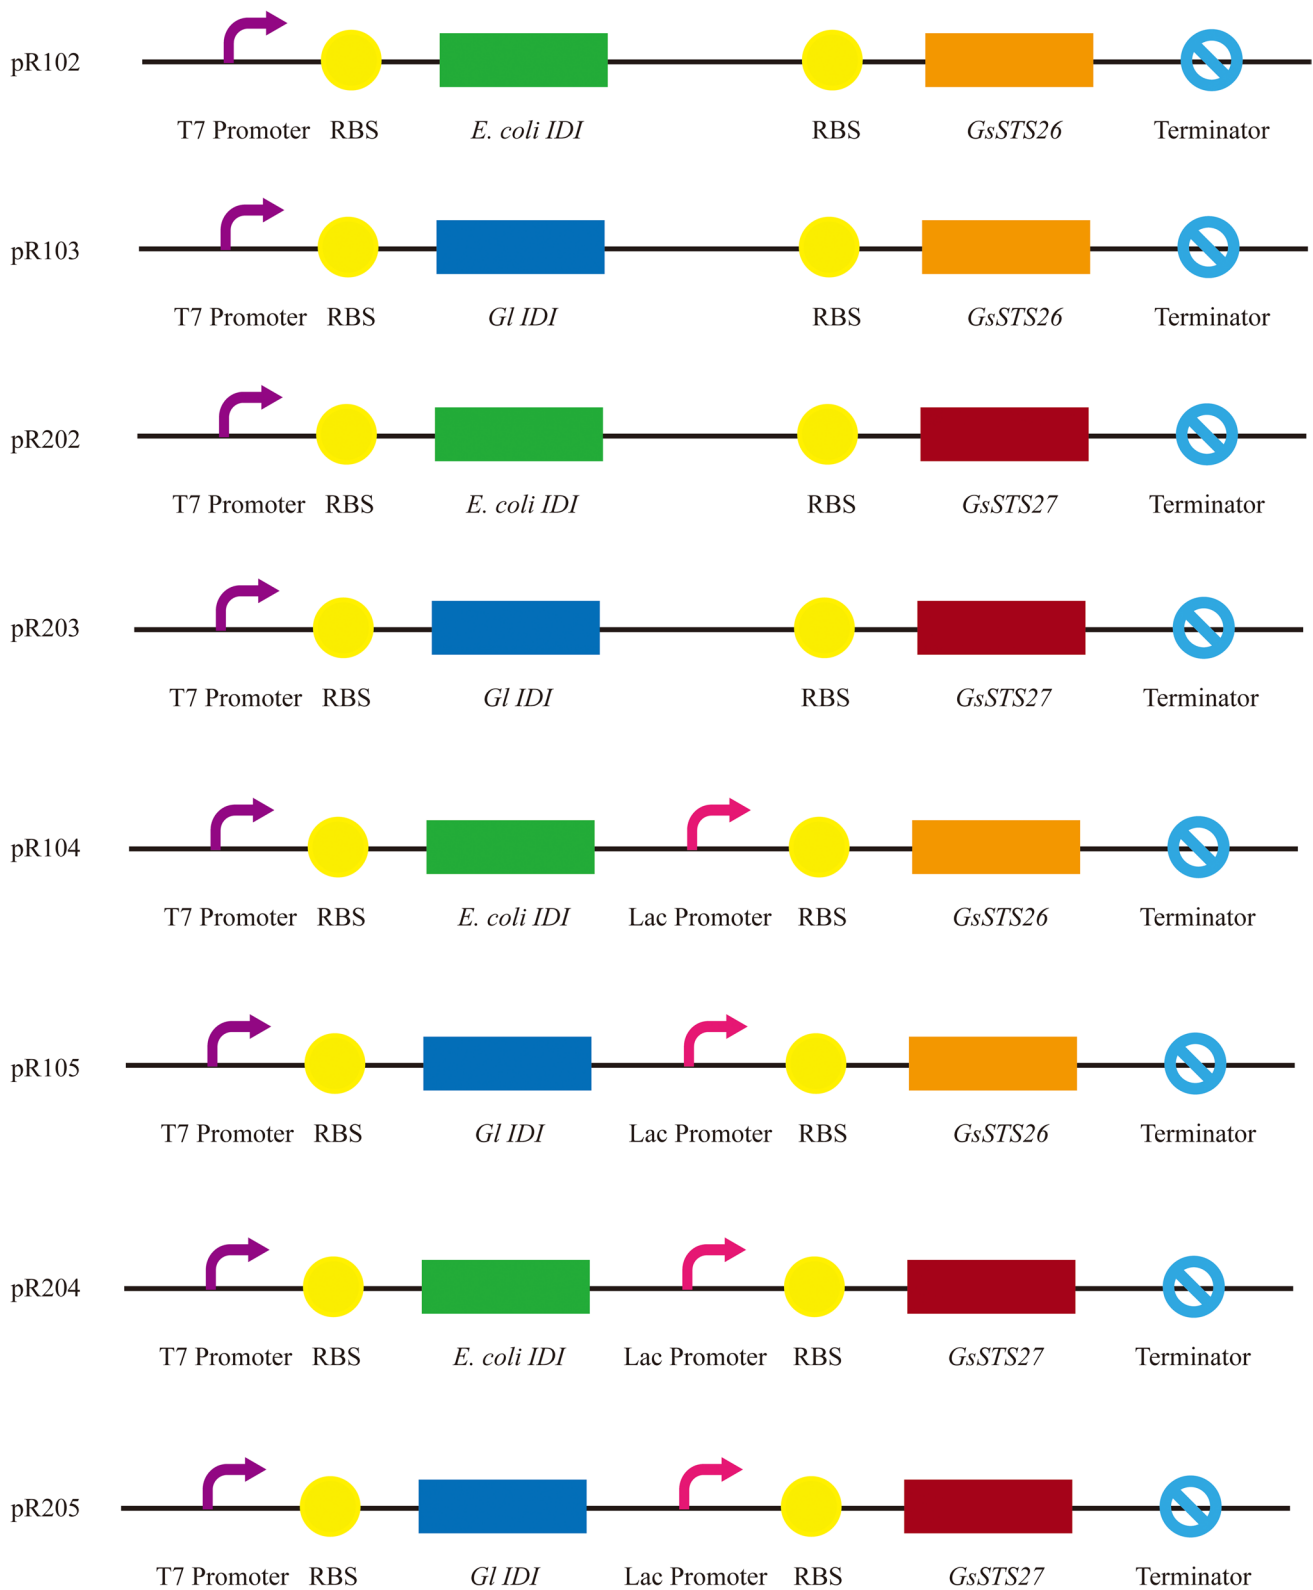 pR102
T7 Promoter RBS E. coli IDI RBS GsSTS26 Terminator
pR103
T7 Promoter RBS Gl IDI RBS GsSTS26 Terminator
pR202
T7 Promoter RBS E. coli IDI RBS GsSTS27 Terminator
pR203
T7 Promoter RBS Gl IDI RBS GsSTS27 Terminator
pR104
T7 Promoter RBS E. coli IDI Lac Promoter RBS GsSTS26 Terminator
pR105
T7 Promoter RBS Gl IDI Lac Promoter RBS GsSTS26 Terminator
pR204
T7 Promoter RBS E. coli IDI Lac Promoter RBS GsSTS27 Terminator
pR205
T7 Promoter RBS Gl IDI Lac Promoter RBS GsSTS27 Terminator